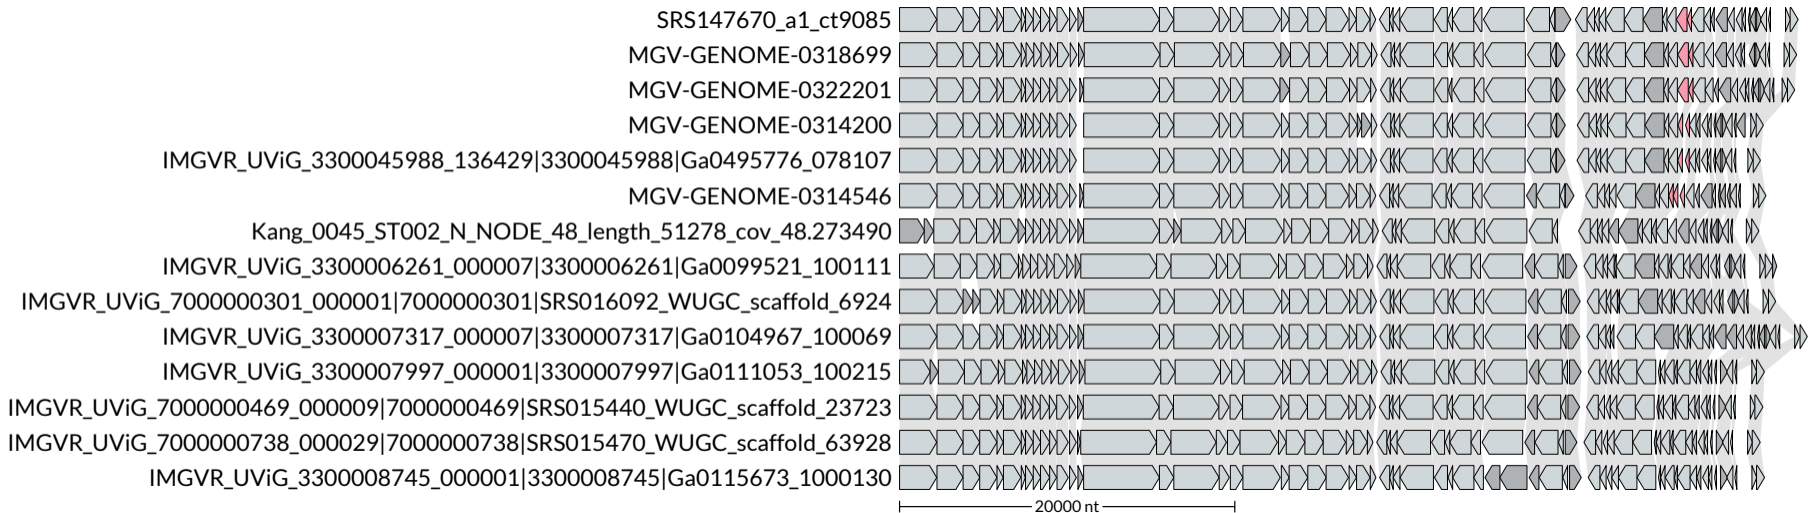 SRS147670_a1_ct9085
MGV-GENOME-0318699
MGV-GENOME-0322201
MGV-GENOME-0314200
IMGVR_UViG_3300045988_136429|3300045988|Ga0495776_078107
MGV-GENOME-0314546
Kang_0045_ST002_N_NODE_48_length_51278_cov_48.273490
IMGVR_UViG_3300006261_000007|3300006261|Ga0099521_100111
IMGVR_UViG_7000000301_000001|7000000301|SRS016092_WUGC_scaffold_6924
IMGVR_UViG_3300007317_000007|3300007317|Ga0104967_100069
IMGVR_UViG_3300007997_000001|3300007997|Ga0111053_100215
IMGVR_UViG_7000000469_000009|7000000469|SRS015440_WUGC_scaffold_23723
IMGVR_UViG_7000000738_000029|7000000738|SRS015470_WUGC_scaffold_63928
IMGVR_UViG_3300008745_000001|3300008745|Ga0115673_1000130
20000 nt